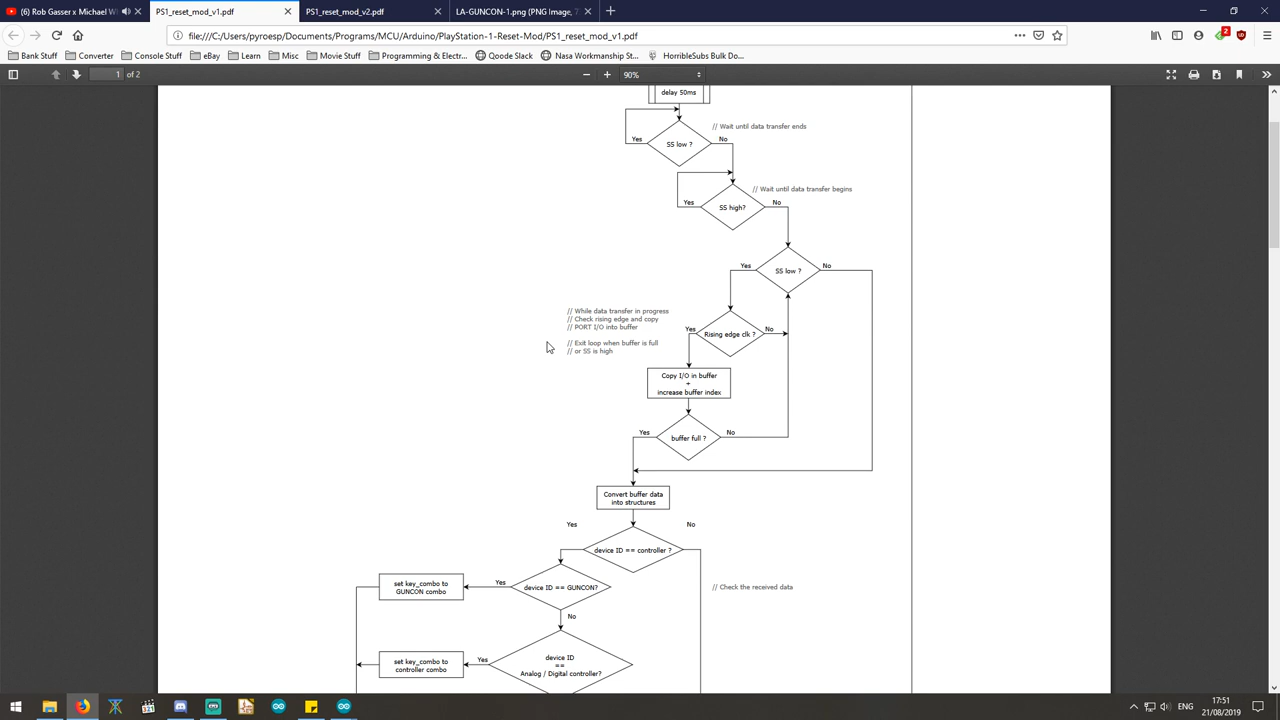 (6) Rob Gasser x Michael W
PS1_reset_mod_v1.pdf
PS1_reset_mod_v2.pdf
LA-GUNCON-1.png (PNG Image, 7
file:///C:/Users/pyroesp/Documents/Programs/MCU/Arduino/PlayStation-1-Reset-Mod/PS1_reset_mod_v1.pdf
2
Bank Stuff
Converter
Console Stuff
eBay
Learn
Misc
Movie Stuff
Programming & Electr...
Qoode Slack
Nasa Workmanship St...
HorribleSubs Bulk Do...
1 of 2
90%
delay 50ms
// Wait until data transfer ends
Yes
SS low ?
No
// Wait until data transfer begins
Yes
SS high?
No
Yes
SS low ?
No
// While data transfer in progress
// Check rising edge and copy
// PORT I/O into buffer
// Exit loop when buffer is full
// or SS is high
Yes
Rising edge clk ?
No
Copy I/O in buffer
+
increase buffer index
Yes
buffer full ?
No
Convert buffer data
into structures
Yes
No
device ID == controller ?
set key_combo to
GUNCON combo
Yes
device ID == GUNCON?
// Check the received data
No
set key_combo to
controller combo
Yes
device ID
==
Analog / Digital controller?
ENG
17:51
21/08/2019